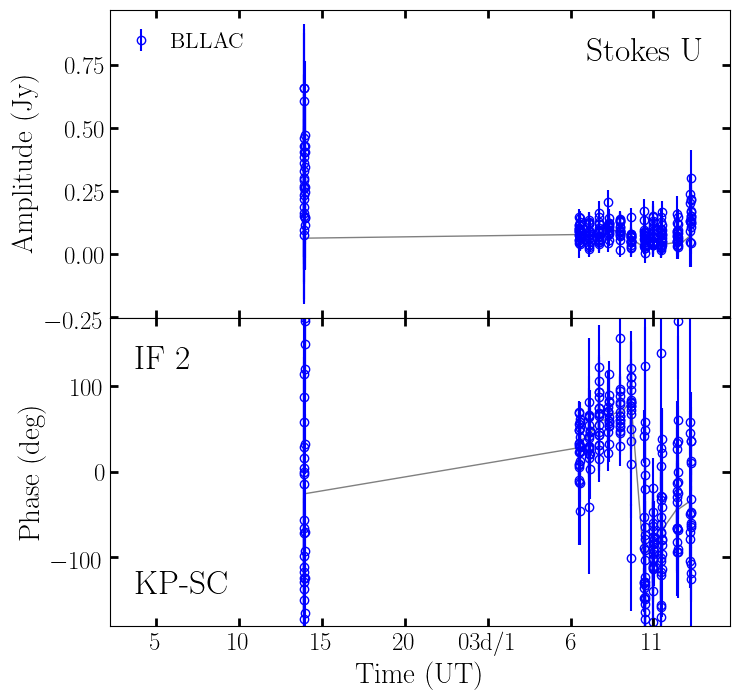 BLLAC
Stokes U
Amplitude (Jy)
0.75
0.50
0.25
0.00
−0.25
IF 2
Phase (deg)
100
0
−100
KP-SC
5 10 15 20 03d/1 6 11
Time (UT)